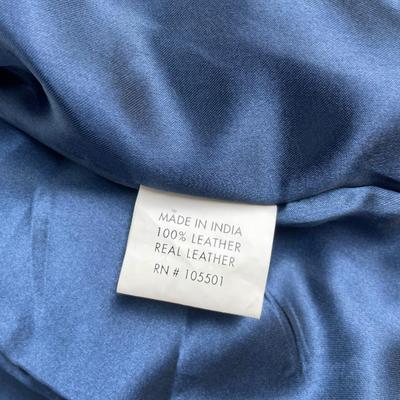 MADE IN INDIA
100% LEATHER
REAL LEATHER
RN # 105501